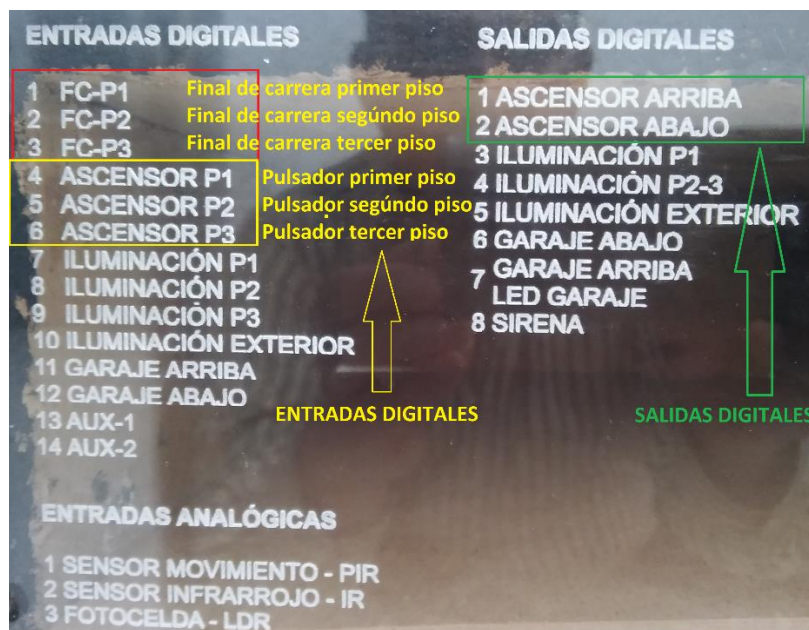 ENTRADAS DIGITALES
1 FC-P1 Final de carrera primer piso
2 FC-P2 Final de carrera segúndo piso
3 FC-P3 Final de carrera tercer piso
4 ASCENSOR P1 Pulsador primer piso
5 ASCENSOR P2 Pulsador segúndo piso
6 ASCENSOR P3 Pulsador tercer piso
7 ILUMINACIÓN P1
8 ILUMINACIÓN P2
9 ILUMINACIÓN P3
10 ILUMINACIÓN EXTERIOR
11 GARAJE ARRIBA
12 GARAJE ABAJO
13 AUX-1
14 AUX-2
ENTRADAS DIGITALES
ENTRADAS ANALÓGICAS
1 SENSOR MOVIMIENTO - PIR
2 SENSOR INFRARROJO - IR
3 FOTOCELDA - LDR
SALIDAS DIGITALES
1 ASCENSOR ARRIBA
2 ASCENSOR ABAJO
3 ILUMINACIÓN P1
4 ILUMINACIÓN P2-3
5 ILUMINACIÓN EXTERIOR
6 GARAJE ABAJO
7 GARAJE ARRIBA
LED GARAJE
8 SIRENA
SALIDAS DIGITALES